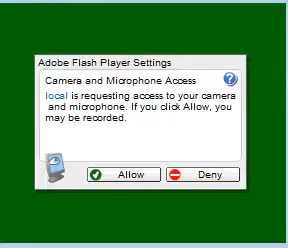 Adobe Flash Player Settings
Camera and Microphone Access
local is requesting access to your camera
and microphone. If you click Allow, you
may be recorded.
Allow Deny